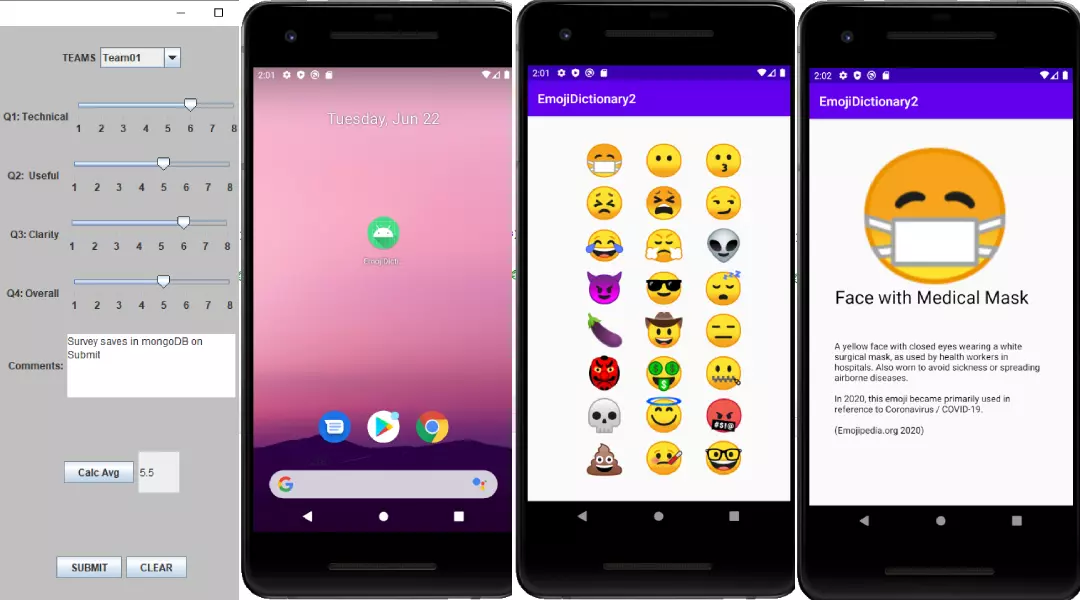 TEAMS Team01
Q1: Technical
1 2 3 4 5 6 7 8
Q2: Useful
1 2 3 4 5 6 7 8
Q3: Clarity
1 2 3 4 5 6 7 8
Q4: Overall
1 2 3 4 5 6 7 8
Comments:
Survey saves in mongoDB on
Submit
Calc Avg 5.5
SUBMIT CLEAR
2:01
Tuesday, Jun 22
EmojiDicti...
G
2:01
EmojiDictionary2
zzz
$
#$!@
2:02
EmojiDictionary2
Face with Medical Mask
A yellow face with closed eyes wearing a white
surgical mask, as used by health workers in
hospitals. Also worn to avoid sickness or spreading
airborne diseases.
In 2020, this emoji became primarily used in
reference to Coronavirus / COVID-19.
(Emojipedia.org 2020)